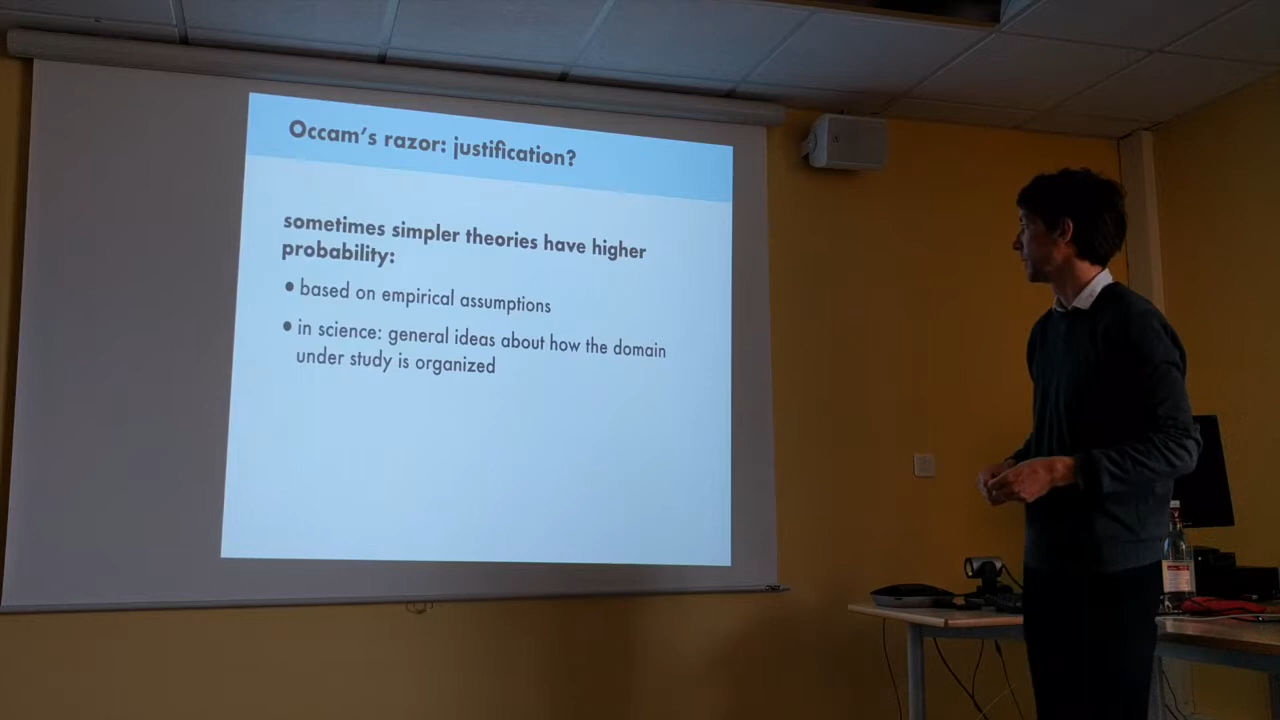 Occam's razor: justification?
sometimes simpler theories have higher
probability:
• based on empirical assumptions
• in science: general ideas about how the domain
under study is organized